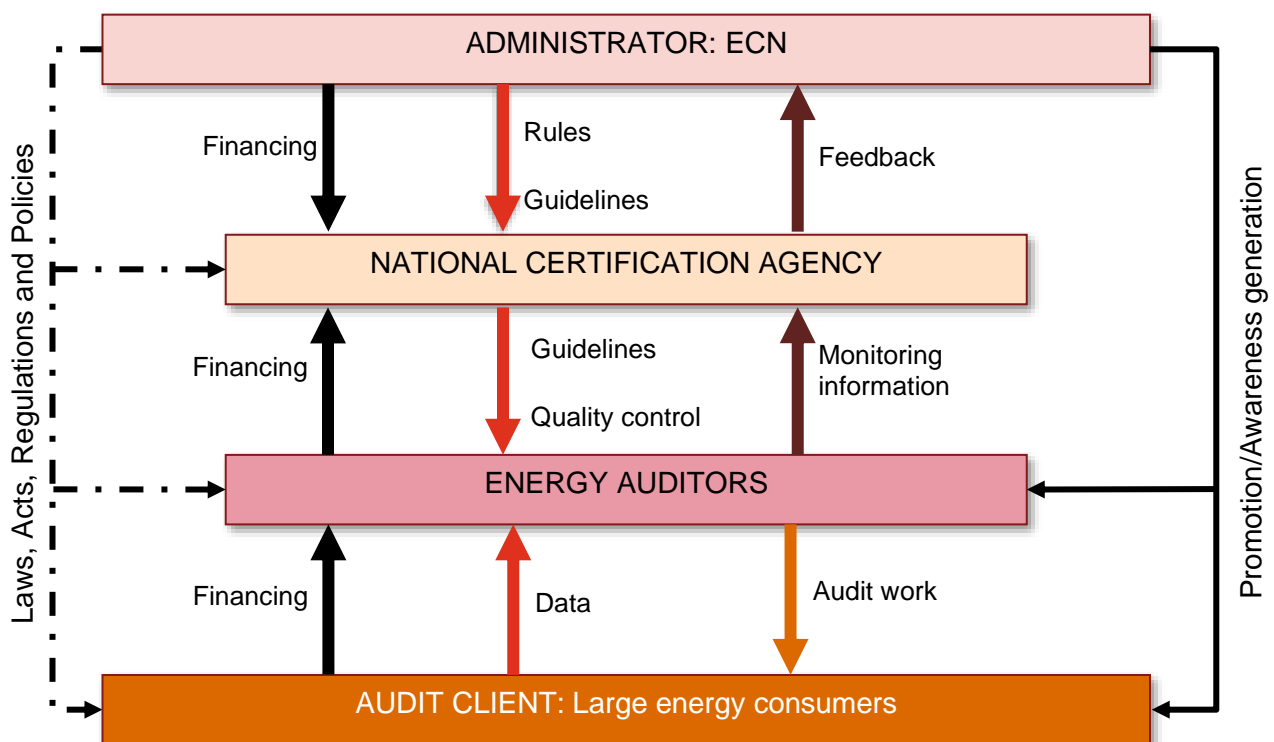 ADMINISTRATOR: ECN
Financing
Rules
Guidelines
Feedback
NATIONAL CERTIFICATION AGENCY
Financing
Guidelines
Quality control
Monitoring
information
ENERGY AUDITORS
Financing
Data
Audit work
AUDIT CLIENT: Large energy consumers
Laws, Acts, Regulations and Policies
Promotion/Awareness generation